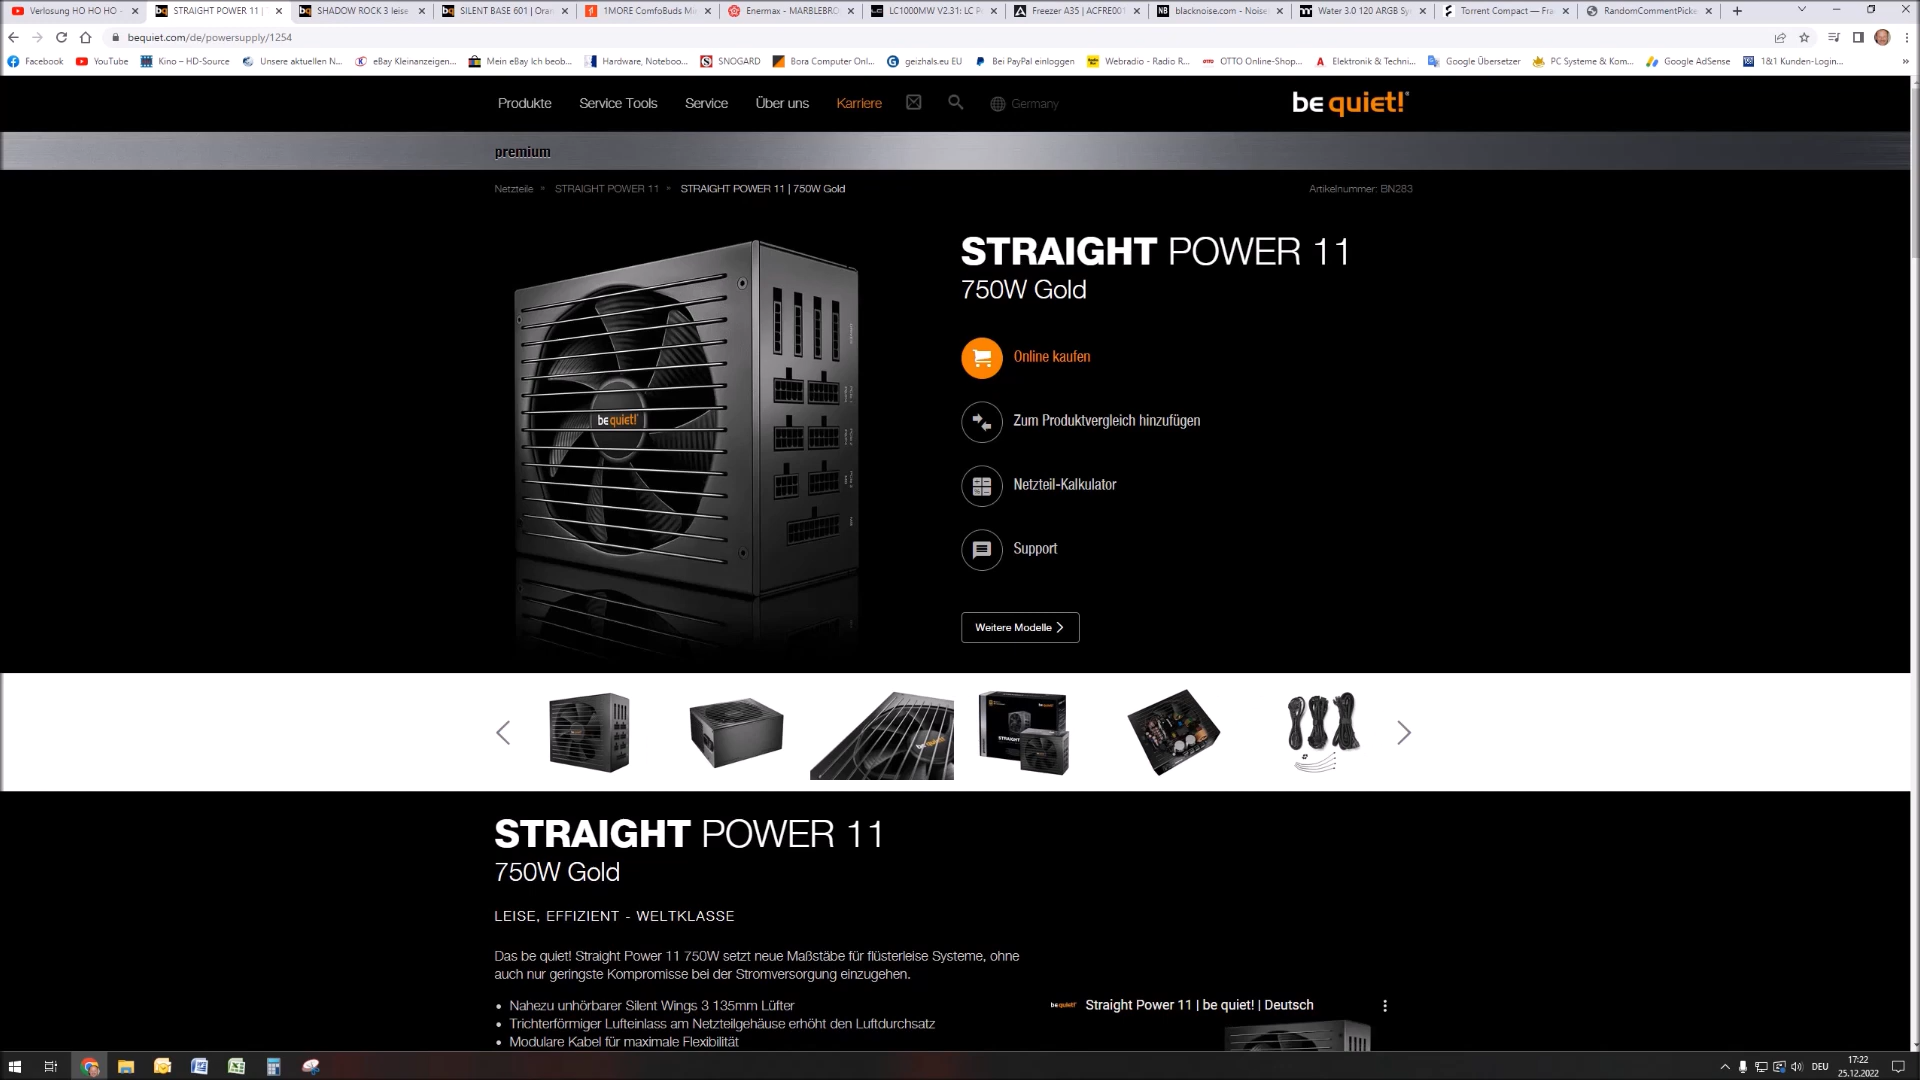 Verlosung HO HO HO -
STRAIGHT POWER 11 |
SHADOW ROCK 3 leise
SILENT BASE 601 | Oran
1MORE ComfoBuds Mi
Enermax - MARBLEBRO
LC1000MW V2.31: LC P
Freezer A35 | ACFRE001
blacknoise.com - Noise
Water 3.0 120 ARGB Sy
Torrent Compact — Fra
RandomCommentPick
bequiet.com/de/powersupply/1254
Facebook
YouTube
Kino – HD-Source
Unsere aktuellen N...
eBay Kleinanzeigen...
Mein eBay Ich beob...
Hardware, Noteboo...
SNOGARD
Bora Computer Onl...
geizhals.eu EU
Bei PayPal einloggen
Webradio - Radio R...
OTTO Online-Shop...
Elektronik & Techni...
Google Übersetzer
PC Systeme & Kom...
Google AdSense
1&1 Kunden-Login...
Produkte
Service Tools
Service
Über uns
Karriere
Germany
be quiet!
premium
Netzteile » STRAIGHT POWER 11 » STRAIGHT POWER 11 | 750W Gold
Artikelnummer: BN283
STRAIGHT POWER 11
750W Gold
be quiet!
Online kaufen
Zum Produktvergleich hinzufügen
Netzteil-Kalkulator
Support
Weitere Modelle
STRAIGHT POWER 11
750W Gold
LEISE, EFFIZIENT - WELTKLASSE
Das be quiet! Straight Power 11 750W setzt neue Maßstäbe für flüsterleise Systeme, ohne
auch nur geringste Kompromisse bei der Stromversorgung einzugehen.
• Nahezu unhörbarer Silent Wings 3 135mm Lüfter
• Trichterförmiger Lufteinlass am Netzteilgehäuse erhöht den Luftdurchsatz
• Modulare Kabel für maximale Flexibilität
be quiet! Straight Power 11 | be quiet! | Deutsch
DEU
17:22
25.12.2022